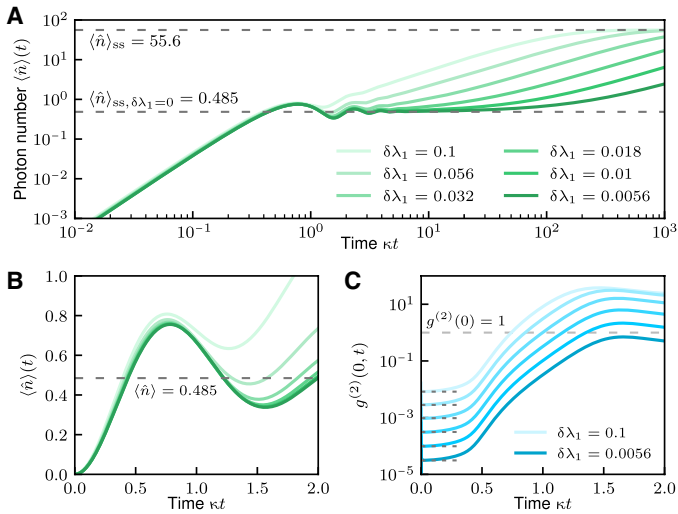 A
Photon number ⟨n̂⟩(t)
10²
10¹
10⁰
10⁻¹
10⁻²
10⁻³
⟨n̂⟩ss = 55.6
⟨n̂⟩ss, δλ₁=0 = 0.485
δλ₁ = 0.1
δλ₁ = 0.056
δλ₁ = 0.032
δλ₁ = 0.018
δλ₁ = 0.01
δλ₁ = 0.0056
10⁻² 10⁻¹ 10⁰ 10¹ 10² 10³
Time κt
B
⟨n̂⟩(t)
1.0
0.8
0.6
0.4
0.2
0.0
⟨n̂⟩ = 0.485
0.0 0.5 1.0 1.5 2.0
Time κt
C
g⁽²⁾(0, t)
10¹
10⁻¹
10⁻³
10⁻⁵
g⁽²⁾(0) = 1
δλ₁ = 0.1
δλ₁ = 0.0056
0.0 0.5 1.0 1.5 2.0
Time κt